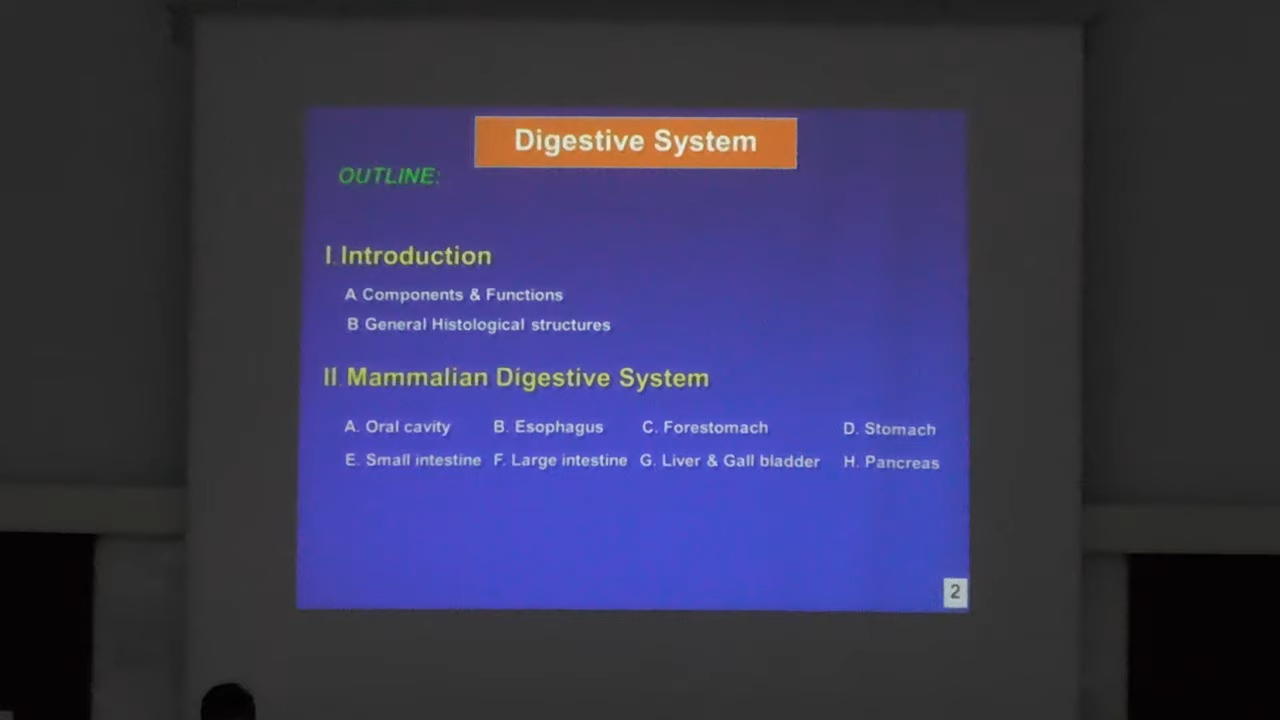 Digestive System
OUTLINE:
I. Introduction
A Components & Functions
B General Histological structures
II. Mammalian Digestive System
A. Oral cavity B. Esophagus C. Forestomach D. Stomach
E. Small intestine F. Large intestine G. Liver & Gall bladder H. Pancreas
2